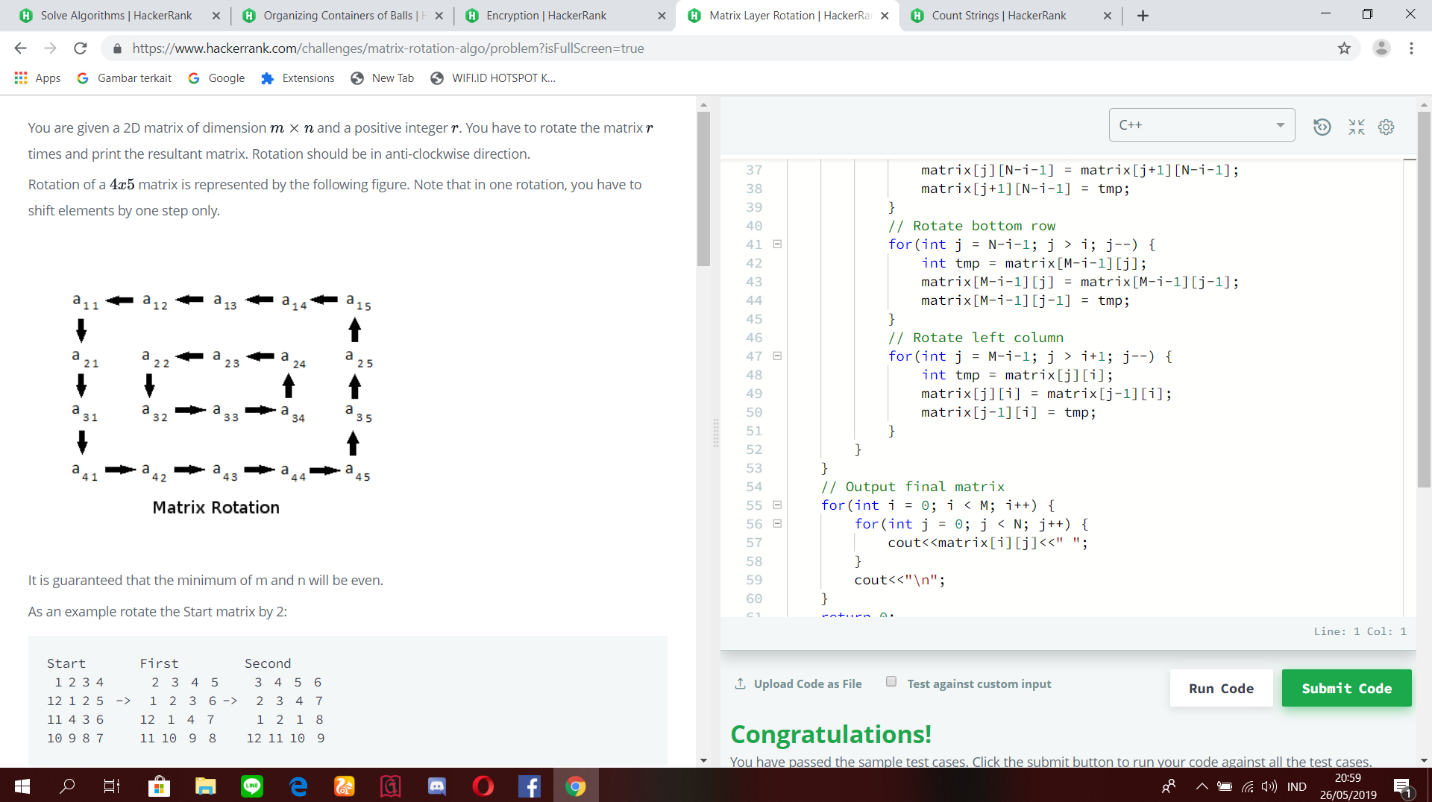 Solve Algorithms | HackerRank
Organizing Containers of Balls |
Encryption | HackerRank
Matrix Layer Rotation | HackerRa
Count Strings | HackerRank
https://www.hackerrank.com/challenges/matrix-rotation-algo/problem?isFullScreen=true
Apps Gambar terkait Google Extensions New Tab WIFI.ID HOTSPOT K...
You are given a 2D matrix of dimension m × n and a positive integer r. You have to rotate the matrix r
times and print the resultant matrix. Rotation should be in anti-clockwise direction.
Rotation of a 4x5 matrix is represented by the following figure. Note that in one rotation, you have to
shift elements by one step only.
a11 a12 a13 a14 a15
a21 a22 a23 a24 a25
a31 a32 a33 a34 a35
a41 a42 a43 a44 a45
Matrix Rotation
It is guaranteed that the minimum of m and n will be even.
As an example rotate the Start matrix by 2:
Start First Second
1 2 3 4 2 3 4 5 3 4 5 6
12 1 2 5 -> 1 2 3 6 -> 2 3 4 7
11 4 3 6 12 1 4 7 1 2 1 8
10 9 8 7 11 10 9 8 12 11 10 9
C++
37 matrix[j][N-i-1] = matrix[j+1][N-i-1];
38 matrix[j+1][N-i-1] = tmp;
39 }
40 // Rotate bottom row
41 for(int j = N-i-1; j > i; j--) {
42 int tmp = matrix[M-i-1][j];
43 matrix[M-i-1][j] = matrix[M-i-1][j-1];
44 matrix[M-i-1][j-1] = tmp;
45 }
46 // Rotate left column
47 for(int j = M-i-1; j > i+1; j--) {
48 int tmp = matrix[j][i];
49 matrix[j][i] = matrix[j-1][i];
50 matrix[j-1][i] = tmp;
51 }
52 }
53 }
54 // Output final matrix
55 for(int i = 0; i < M; i++) {
56 for(int j = 0; j < N; j++) {
57 cout<<matrix[i][j]<<" ";
58 }
59 cout<<"\n";
60 }
61 return 0;
Line: 1 Col: 1
Upload Code as File
Test against custom input
Run Code
Submit Code
Congratulations!
You have passed the sample test cases. Click the submit button to run your code against all the test cases.
LINE
IND
20:59
26/05/2019
1